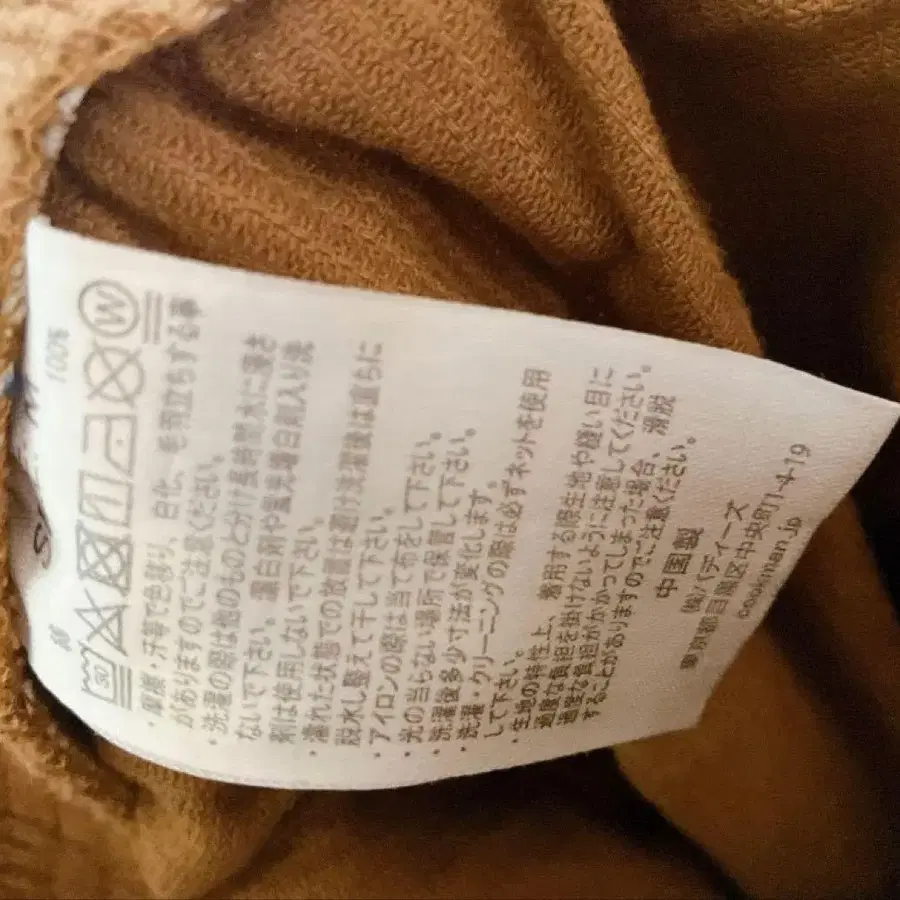 綿 100%
30 W
・摩擦・汗等で色移り、白化、毛羽立ちする事
がありますのでご注意ください。
・洗濯の際は他のものと分け長時間水に浸さ
ないで下さい。漂白剤や蛍光増白剤入り洗
剤は使用しないで下さい。
・濡れた状態での放置は避け洗濯後は直ちに
脱水し整えて干して下さい。
・アイロンの際は当て布をして下さい。
・光の当らない場所で保管して下さい。
・洗濯後多少寸法が変化します。
・洗濯・クリーニングの際は必ずネットを使用
して下さい。
・生地の特性上、着用する際生地や縫い目に
過度な負担を掛けないように注意してください。
過度な負担がかかってしまった場合、滑脱
することがありますのでご注意ください。
中国製
(株)バディーズ
東京都目黒区中央町1-4-19
cookman.jp